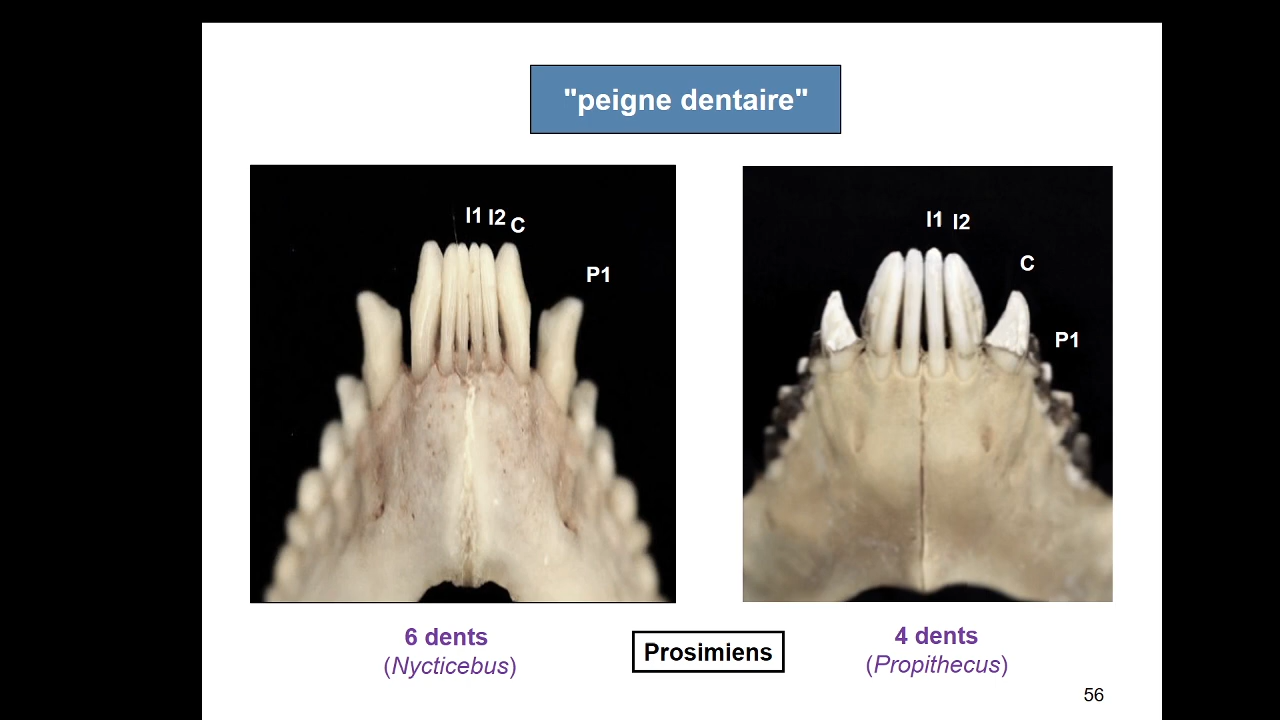 "peigne dentaire"
I1 I2 C
P1
I1 I2
C
P1
6 dents
(Nycticebus)
Prosimiens
4 dents
(Propithecus)
56